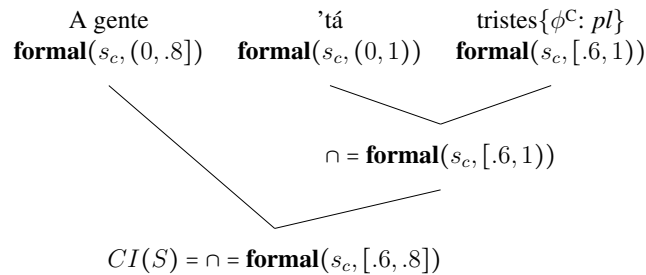 A gente 'tá tristes{ϕ^C: pl}
formal(s_c, (0, .8]) formal(s_c, (0, 1)) formal(s_c, [.6, 1))
∩ = formal(s_c, [.6, 1))
CI(S) = ∩ = formal(s_c, [.6, .8])